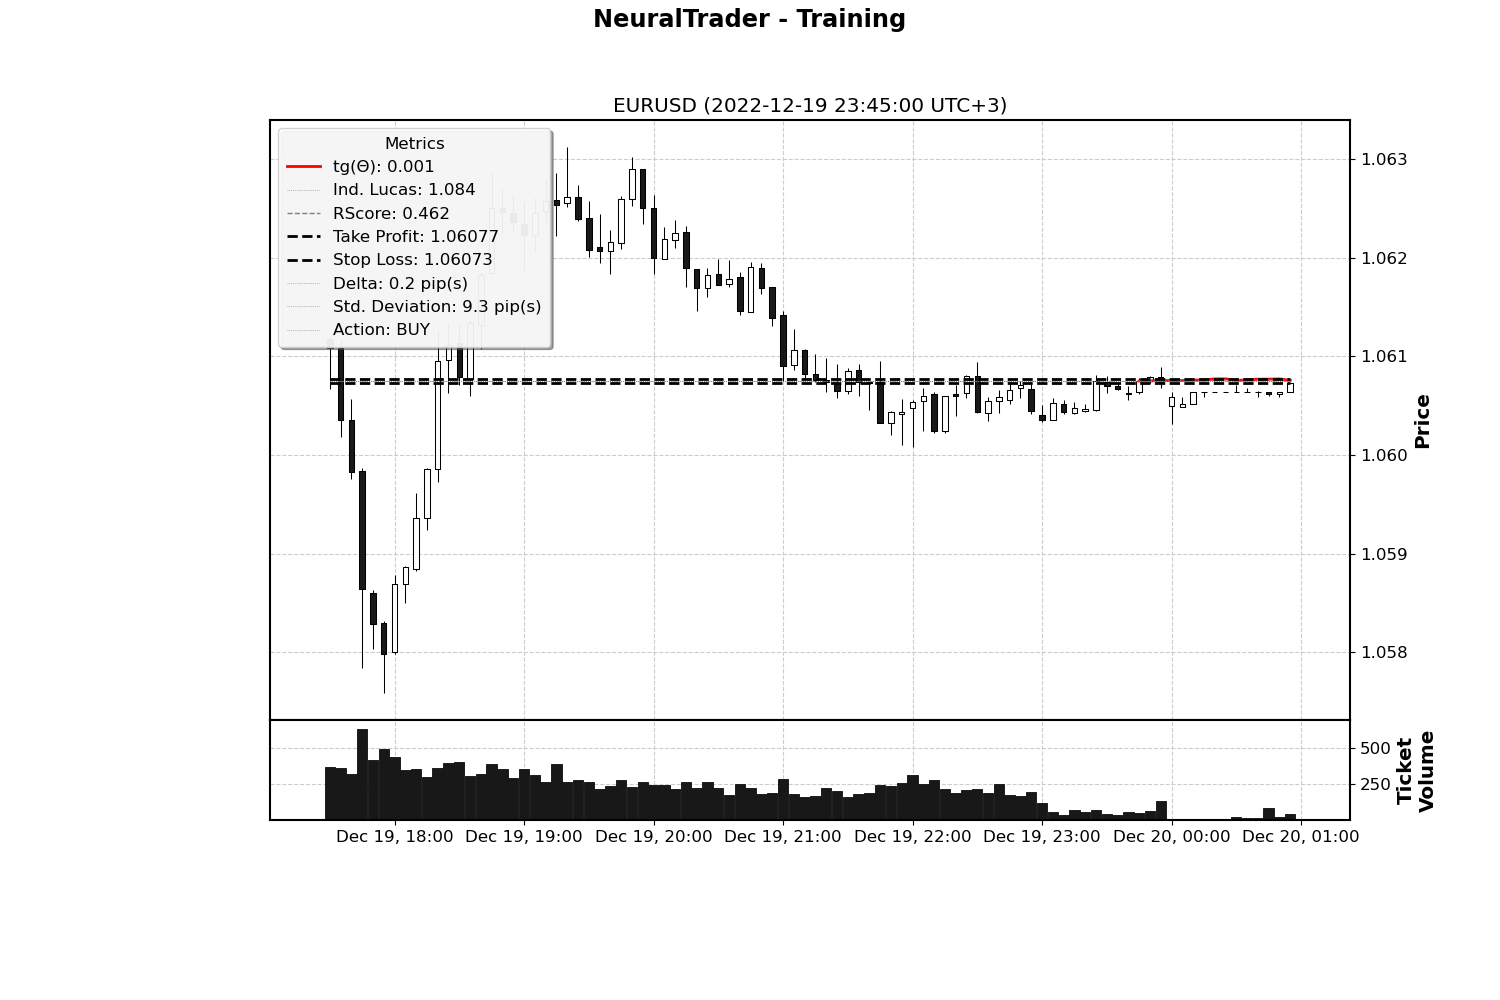 NeuralTrader - Training
EURUSD (2022-12-19 23:45:00 UTC+3)
Metrics
tg(Θ): 0.001
Ind. Lucas: 1.084
RScore: 0.462
Take Profit: 1.06077
Stop Loss: 1.06073
Delta: 0.2 pip(s)
Std. Deviation: 9.3 pip(s)
Action: BUY
1.063
1.062
1.061
1.060
1.059
1.058
Price
500
250
Ticket
Volume
Dec 19, 18:00
Dec 19, 19:00
Dec 19, 20:00
Dec 19, 21:00
Dec 19, 22:00
Dec 19, 23:00
Dec 20, 00:00
Dec 20, 01:00